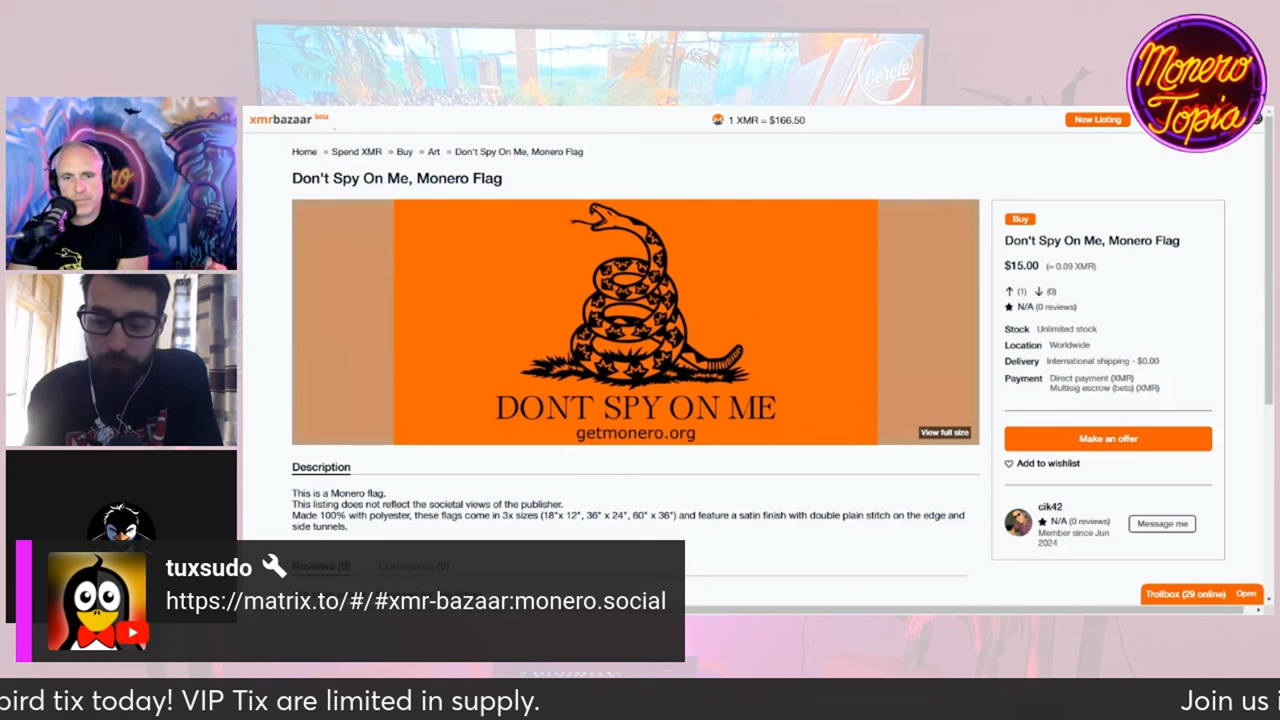 Cercle
Monero
Topia
xmrbazaar beta
1 XMR = $166.50
New Listing
Home » Spend XMR » Buy » Art » Don't Spy On Me, Monero Flag
Don't Spy On Me, Monero Flag
DONT SPY ON ME
getmonero.org
View full size
Buy
Don't Spy On Me, Monero Flag
$15.00 (≈ 0.09 XMR)
(1) (0)
N/A (0 reviews)
Stock Unlimited stock
Location Worldwide
Delivery International shipping - $0.00
Payment Direct payment (XMR)
Multisig escrow (beta) (XMR)
Make an offer
Add to wishlist
cik42
N/A (0 reviews)
Member since Jun
2024
Message me
Description
This is a Monero flag.
This listing does not reflect the societal views of the publisher.
Made 100% with polyester, these flags come in 3x sizes (18"x 12", 36" x 24", 60" x 36") and feature a satin finish with double plain stitch on the edge and
side tunnels.
Reviews (0) Comments (0)
Trollbox (29 online) Open
tuxsudo
https://matrix.to/#/#xmr-bazaar:monero.social
bird tix today! VIP Tix are limited in supply.
Join us i